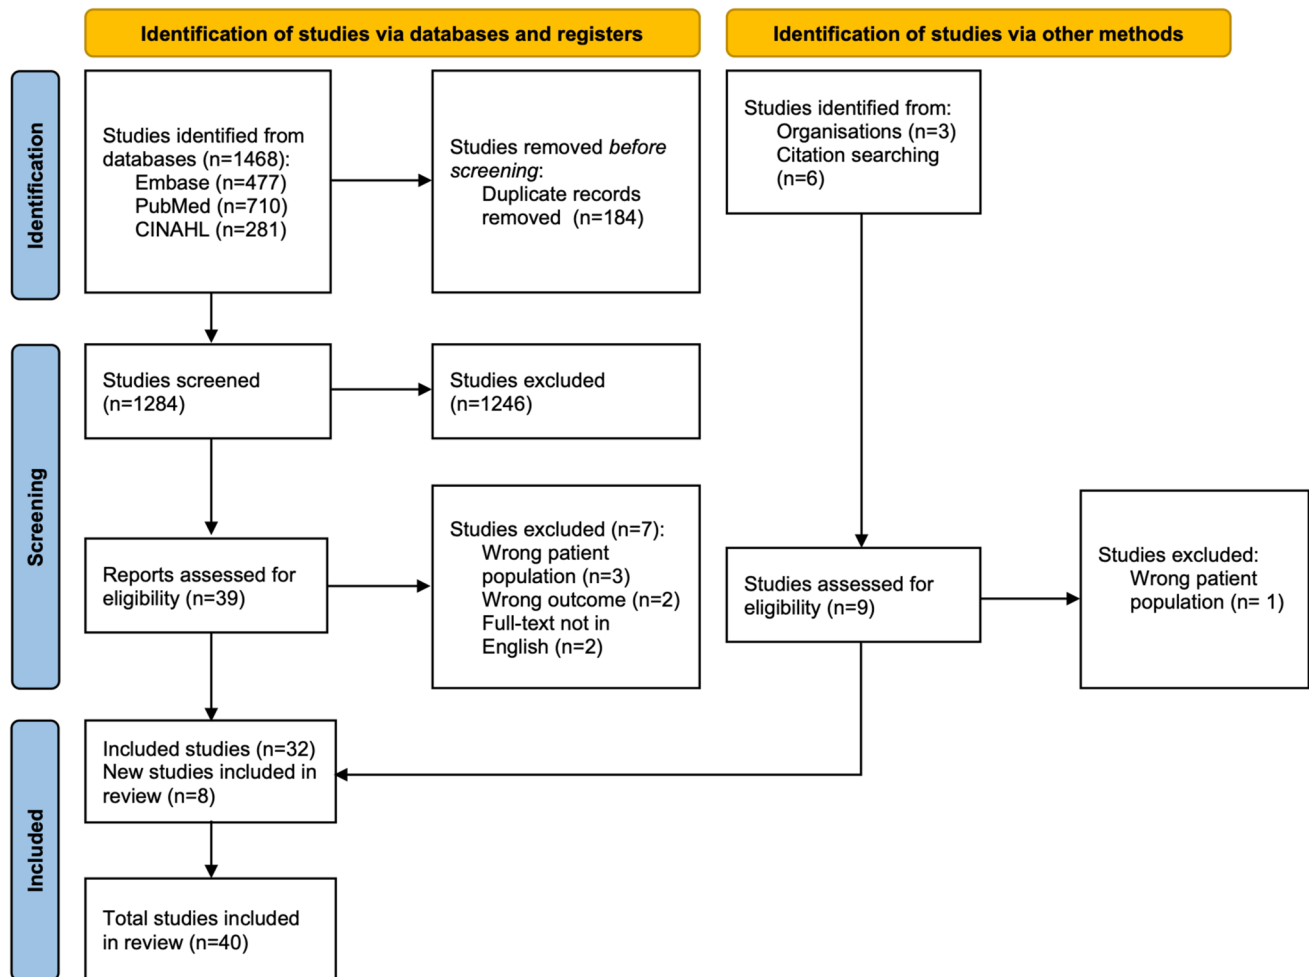 Identification of studies via databases and registers
Identification of studies via other methods
Identification
Studies identified from
databases (n=1468):
Embase (n=477)
PubMed (n=710)
CINAHL (n=281)
Studies removed before
screening:
Duplicate records
removed  (n=184)
Studies identified from:
Organisations (n=3)
Citation searching
(n=6)
Screening
Studies screened
(n=1284)
Studies excluded
(n=1246)
Reports assessed for
eligibility (n=39)
Studies excluded (n=7):
Wrong patient
population (n=3)
Wrong outcome (n=2)
Full-text not in
English (n=2)
Studies assessed for
eligibility (n=9)
Studies excluded:
Wrong patient
population (n= 1)
Included
Included studies (n=32)
New studies included in
review (n=8)
Total studies included
in review (n=40)